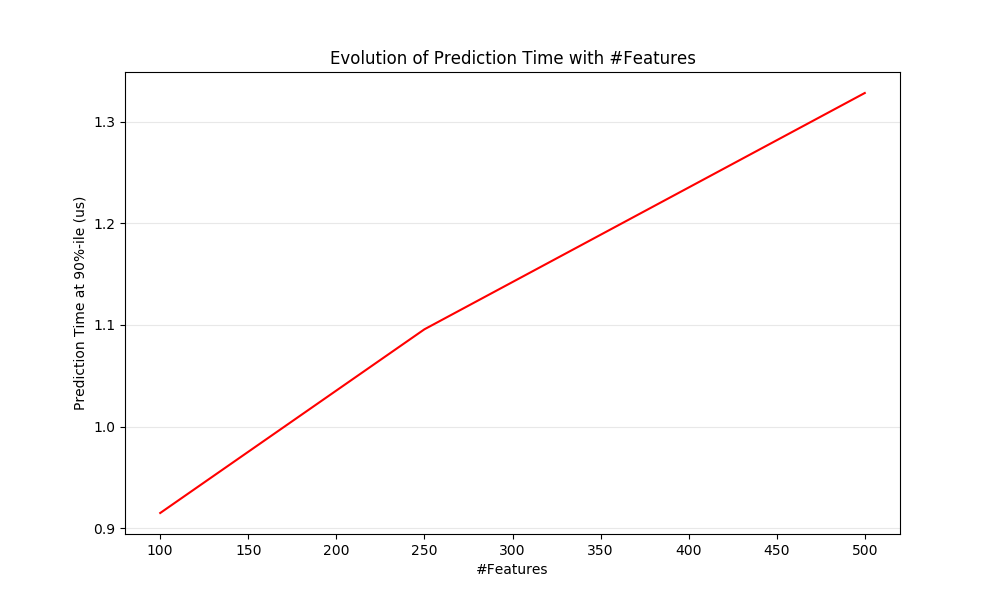 Evolution of Prediction Time with #Features
Prediction Time at 90%-ile (us)
1.3
1.2
1.1
1.0
0.9
100 150 200 250 300 350 400 450 500
#Features